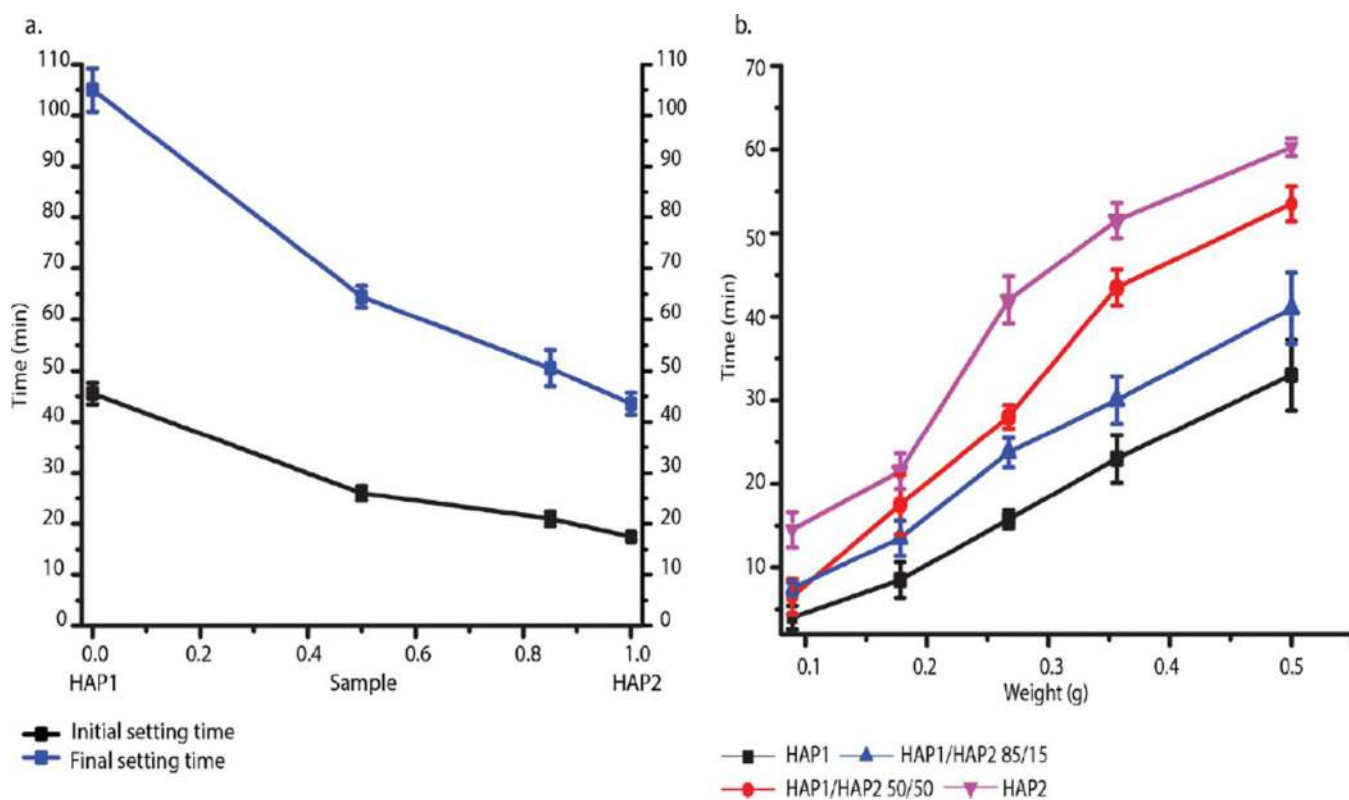 a.
110
100
90
80
70
60
50
40
30
20
10
0
Time (min)
110
100
90
80
70
60
50
40
30
20
10
0
0.0 0.2 0.4 0.6 0.8 1.0
HAP1 Sample HAP2
Initial setting time
Final setting time
b.
70
60
50
40
30
20
10
Time (min)
0.1 0.2 0.3 0.4 0.5
Weight (g)
HAP1 HAP1/HAP2 85/15
HAP1/HAP2 50/50 HAP2